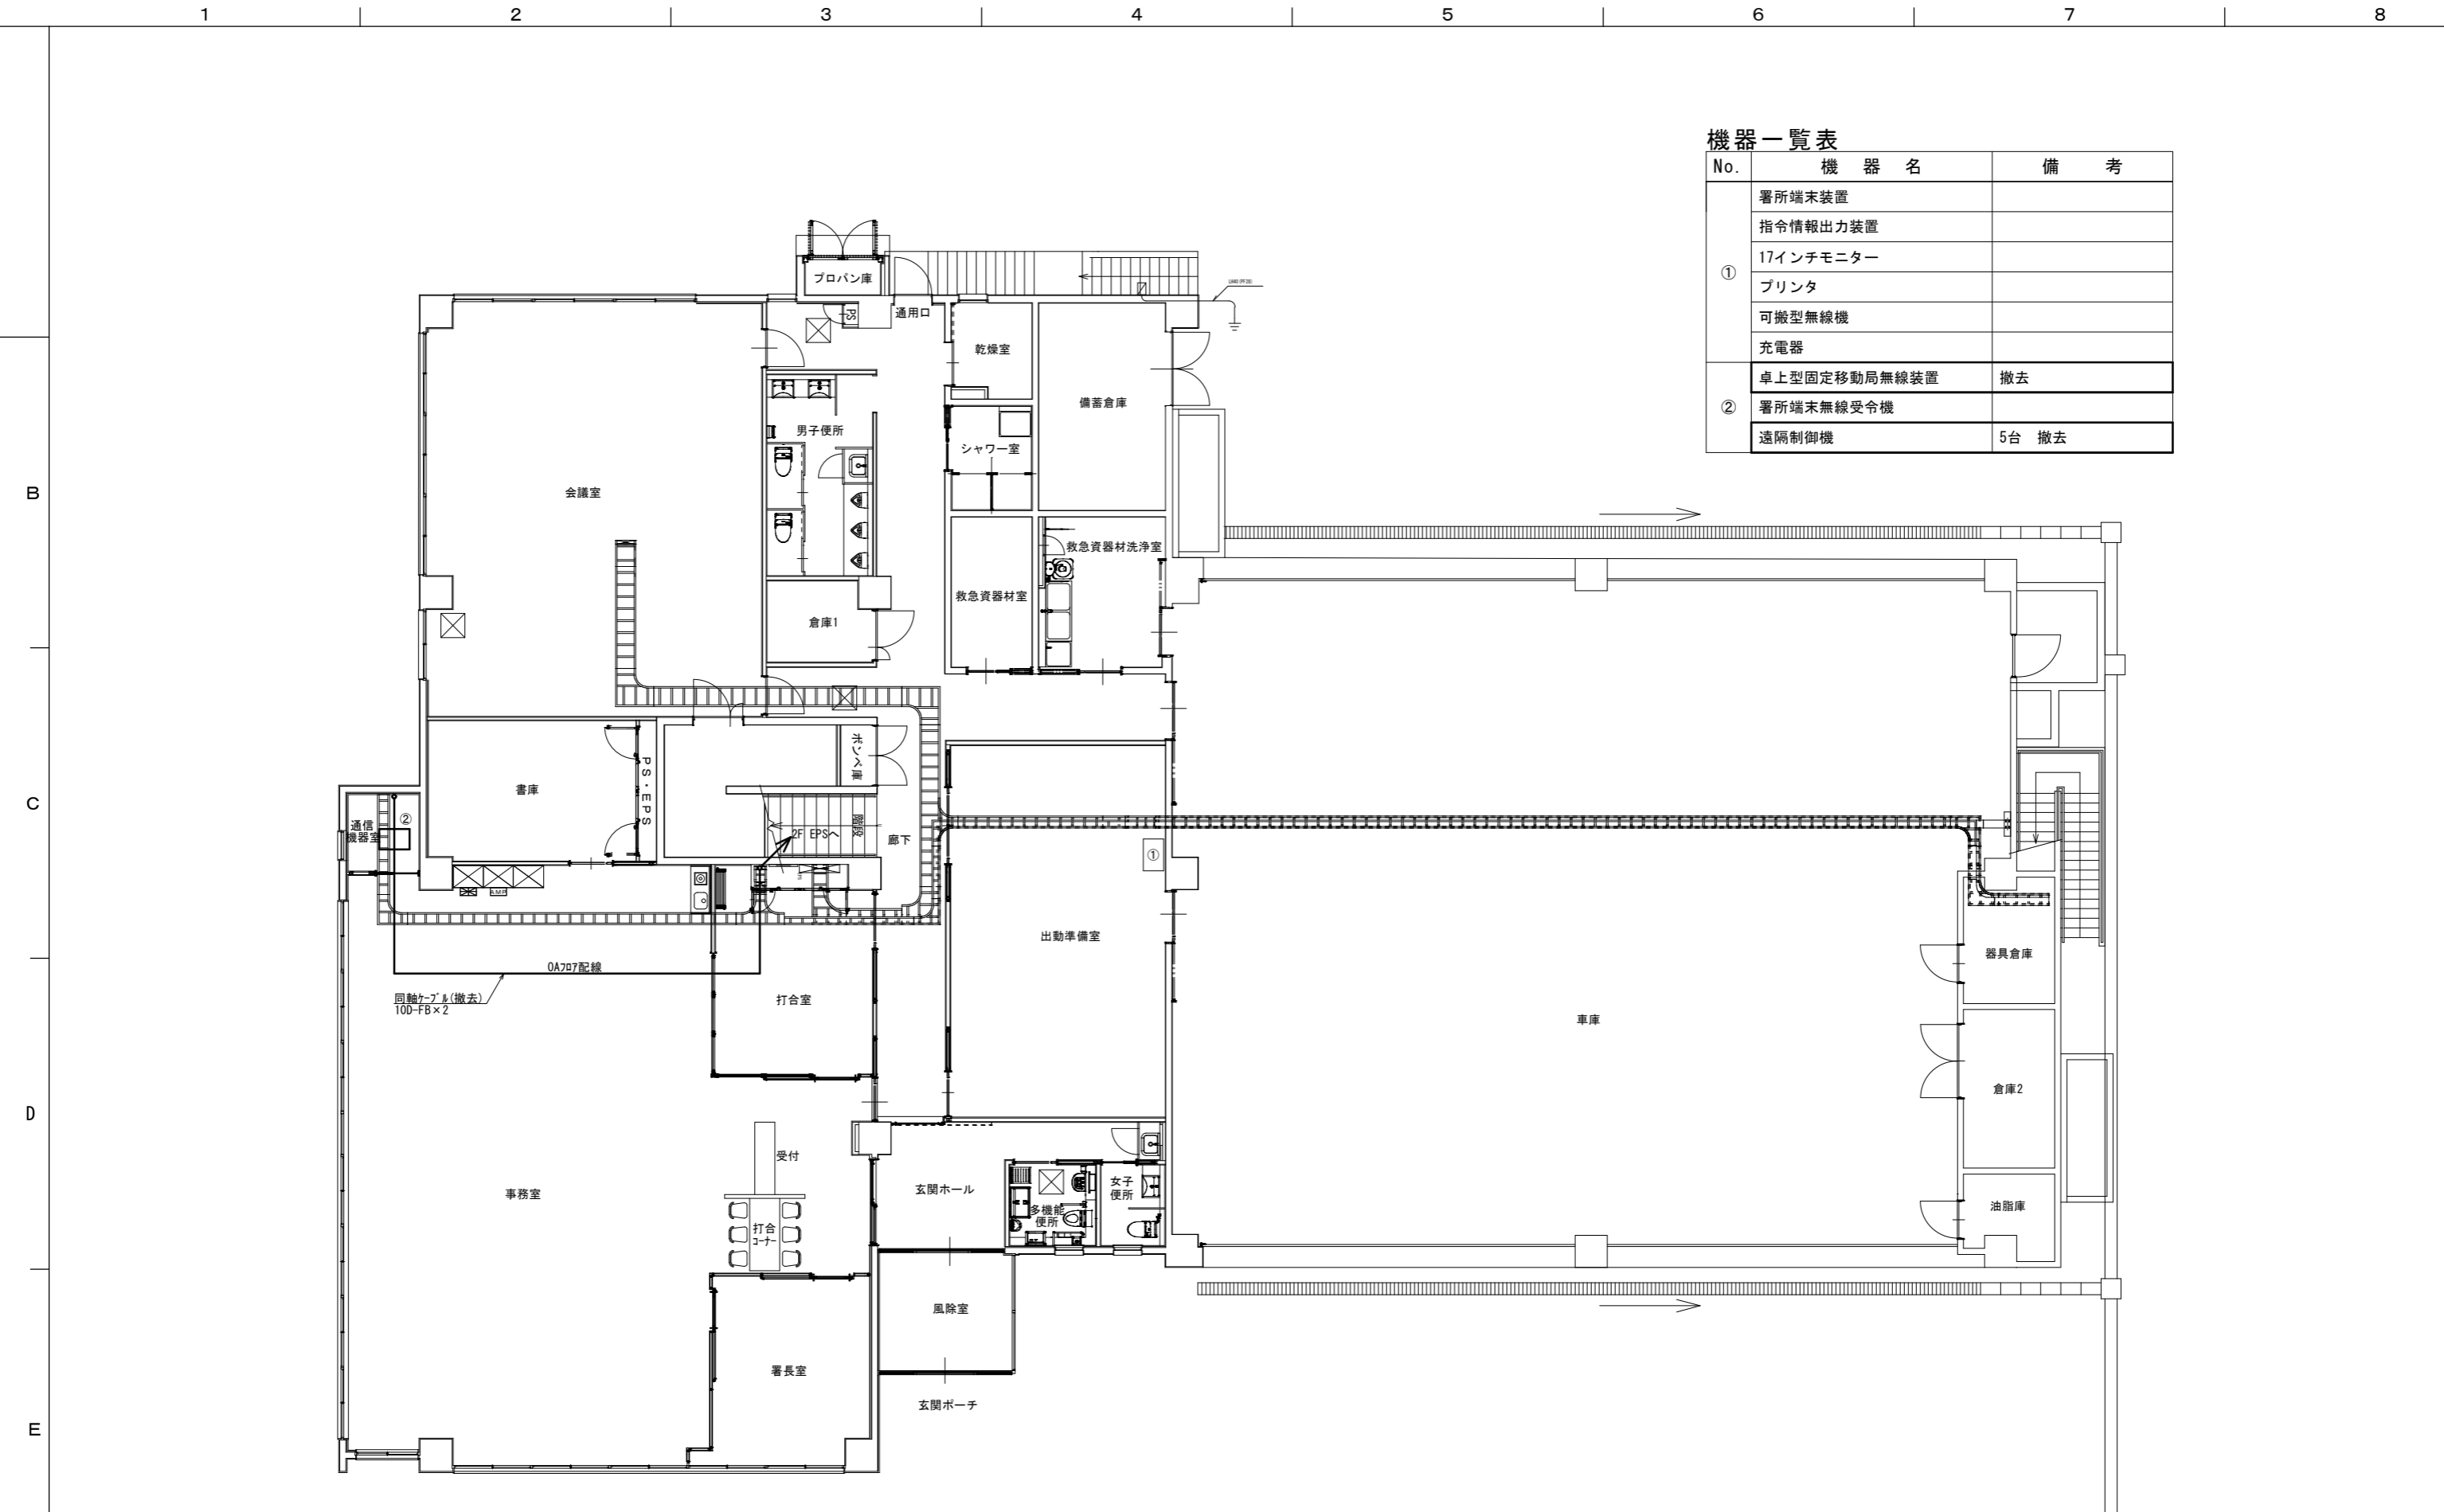 1 2 3 4 5 6 7 8
機器一覧表
No. 機器名 備考
① 署所端末装置
指令情報出力装置
17インチモニター
プリンタ
可搬型無線機
充電器
② 卓上型固定移動局無線装置 撤去
署所端末無線受令機
遠隔制御機 5台 撤去
プロパン庫
PS
通用口
乾燥室
備蓄倉庫
男子便所
シャワー室
B
会議室
救急資器材洗浄室
救急資器材室
倉庫1
ボンベ庫
PS・EPS
書庫
C
通信
機器室
②
2F EPSへ
階段
廊下
①
AMP
出動準備室
器具倉庫
OAフロア配線
同軸ケーブル(撤去)
10D-FB×2
打合室
車庫
倉庫2
D
受付
事務室
玄関ホール
女子
便所
多機能
便所
油脂庫
打合
コーナー
風除室
署長室
玄関ポーチ
E